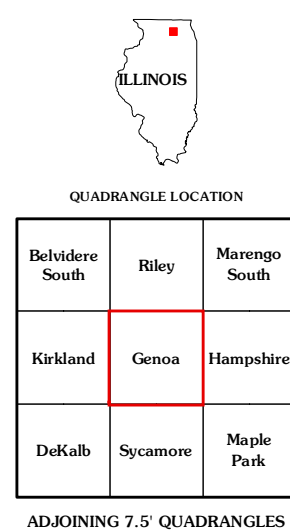 ILLINOIS
QUADRANGLE LOCATION
Belvidere
South
Riley
Marengo
South
Kirkland
Genoa
Hampshire
DeKalb
Sycamore
Maple
Park
ADJOINING 7.5' QUADRANGLES